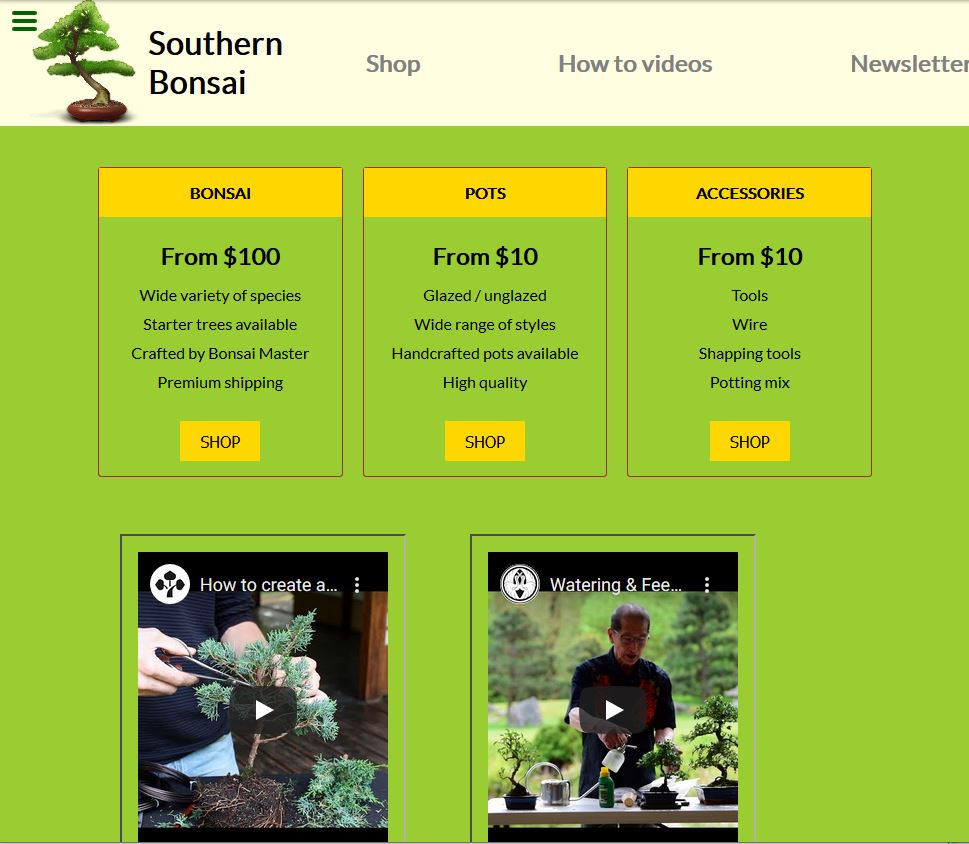 Southern
Bonsai
Shop
How to videos
Newsletter
BONSAI
From $100
Wide variety of species
Starter trees available
Crafted by Bonsai Master
Premium shipping
SHOP
POTS
From $10
Glazed / unglazed
Wide range of styles
Handcrafted pots available
High quality
SHOP
ACCESSORIES
From $10
Tools
Wire
Shapping tools
Potting mix
SHOP
How to create a...
Watering & Fee...